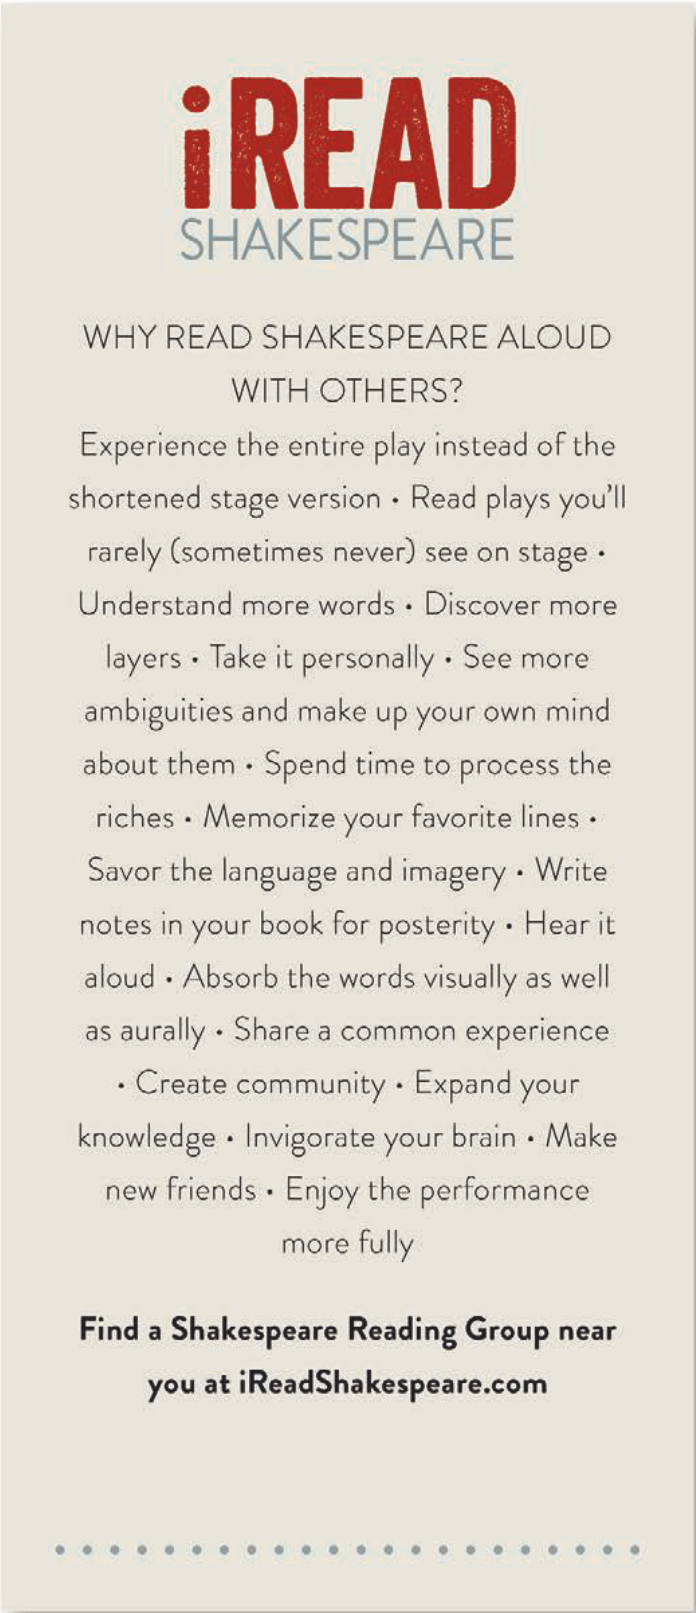 iREAD
SHAKESPEARE
WHY READ SHAKESPEARE ALOUD
WITH OTHERS?
Experience the entire play instead of the
shortened stage version • Read plays you'll
rarely (sometimes never) see on stage •
Understand more words • Discover more
layers • Take it personally • See more
ambiguities and make up your own mind
about them • Spend time to process the
riches • Memorize your favorite lines •
Savor the language and imagery • Write
notes in your book for posterity • Hear it
aloud • Absorb the words visually as well
as aurally • Share a common experience
• Create community • Expand your
knowledge • Invigorate your brain • Make
new friends • Enjoy the performance
more fully
Find a Shakespeare Reading Group near
you at iReadShakespeare.com